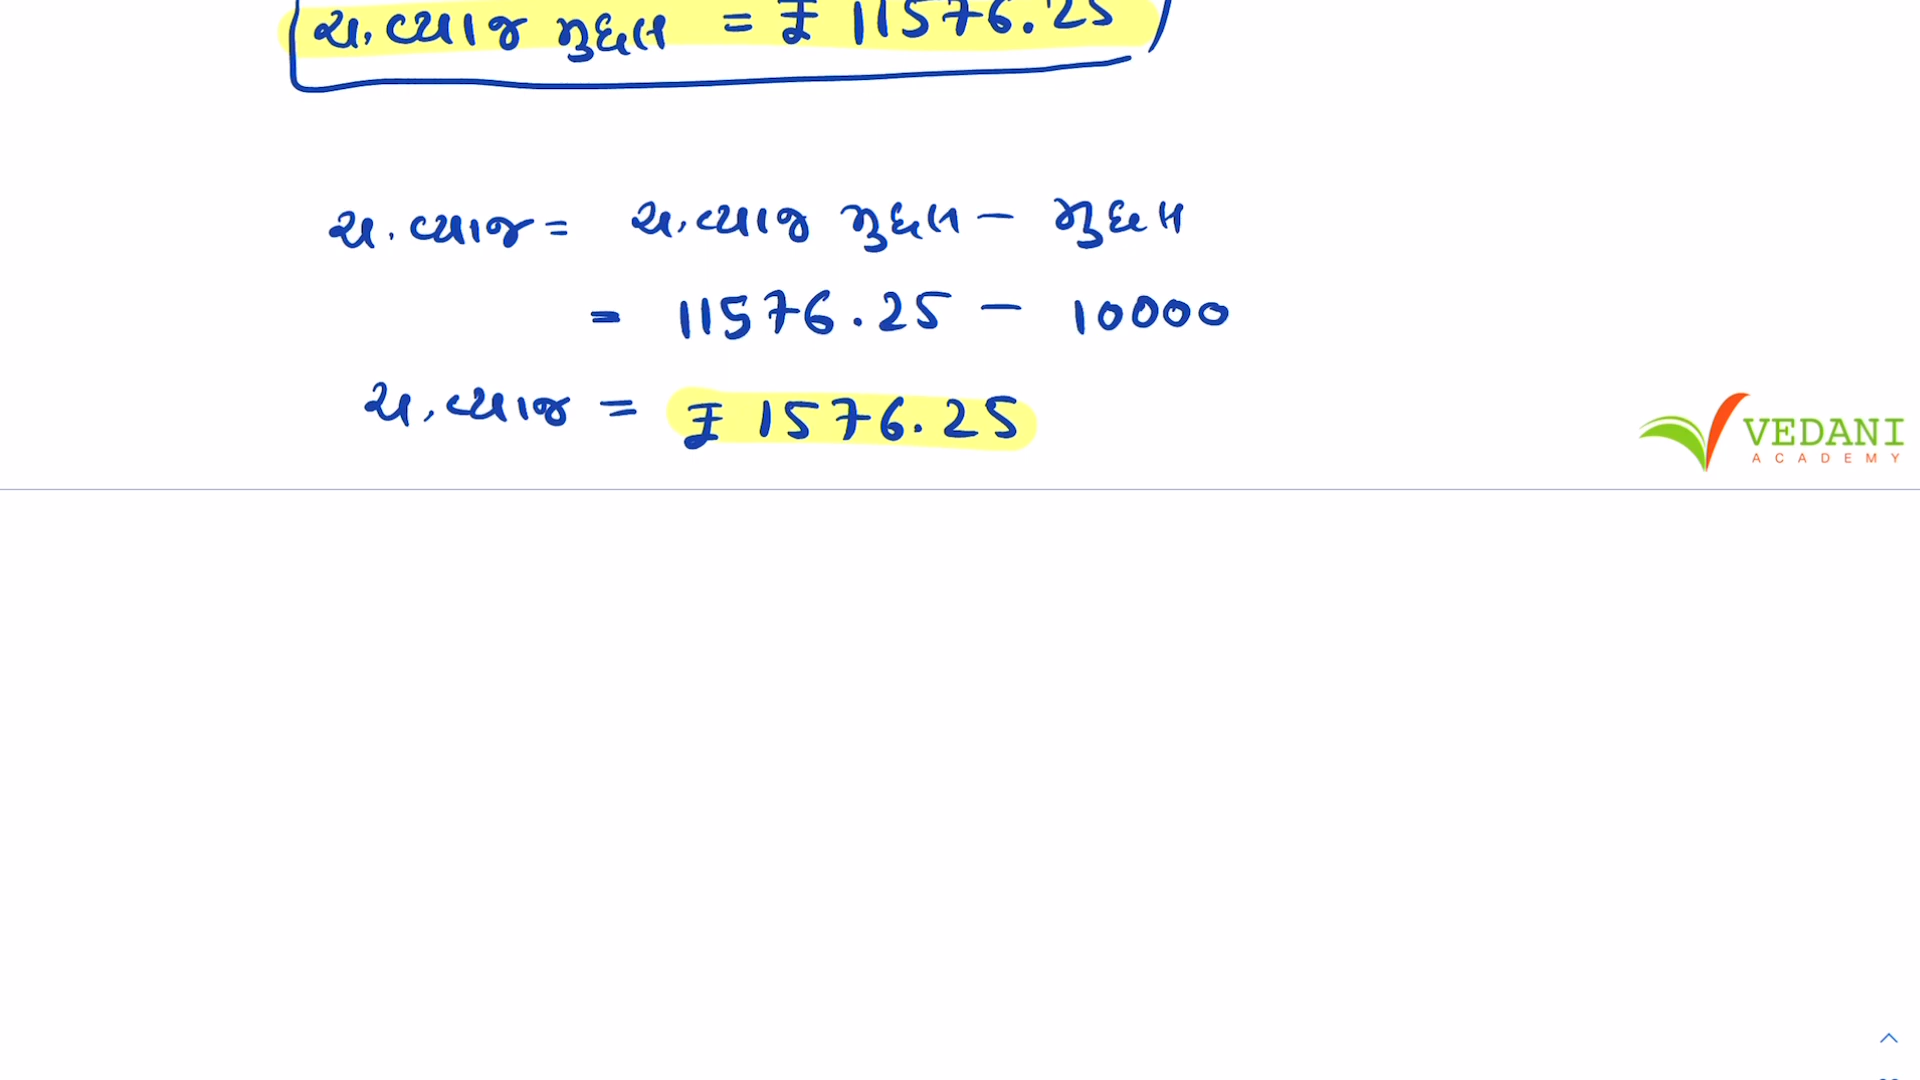 ચ. વ્યાજ મુદ્દલ = ₹ 11576.25
ચ. વ્યાજ = ચ. વ્યાજ મુદ્દલ - મુદ્દલ
= 11576.25 - 10000
ચ. વ્યાજ = ₹ 1576.25
VEDANI
ACADEMY